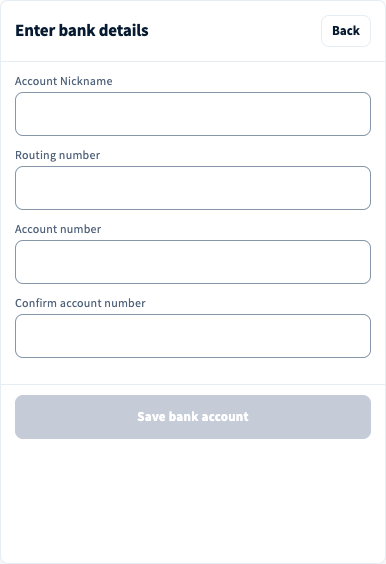 Enter bank details
Back
Account Nickname
Routing number
Account number
Confirm account number
Save bank account